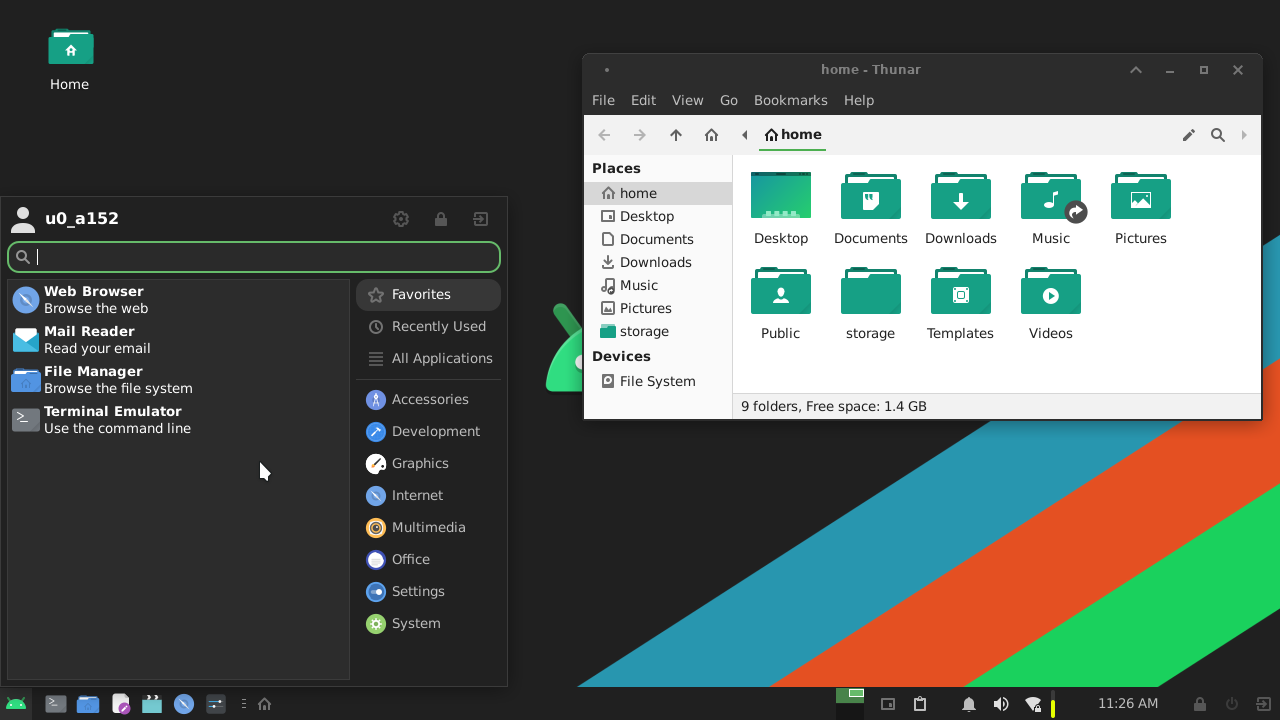 Home
home - Thunar
File Edit View Go Bookmarks Help
home
Places
home
Desktop
Documents
Downloads
Music
Pictures
storage
Devices
File System
Desktop Documents Downloads Music Pictures
Public storage Templates Videos
9 folders, Free space: 1.4 GB
u0_a152
Web Browser
Browse the web
Mail Reader
Read your email
File Manager
Browse the file system
Terminal Emulator
Use the command line
Favorites
Recently Used
All Applications
Accessories
Development
Graphics
Internet
Multimedia
Office
Settings
System
11:26 AM